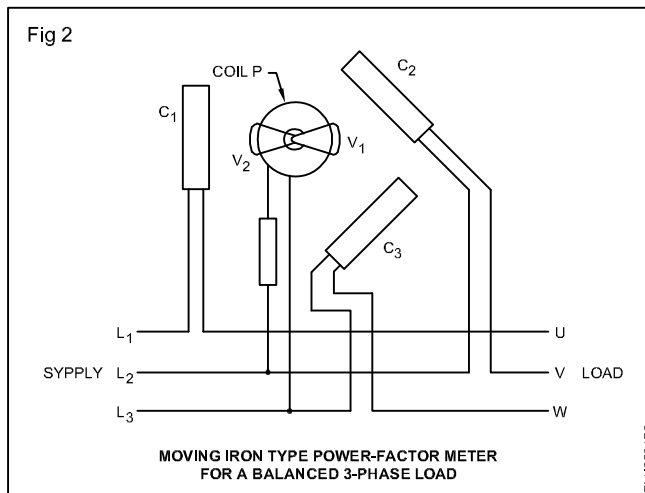 Fig 2
COIL P
C2
C1
V1
V2
C3
L1 U
SYPPLY L2 V LOAD
L3 W
MOVING IRON TYPE POWER-FACTOR METER
FOR A BALANCED 3-PHASE LOAD